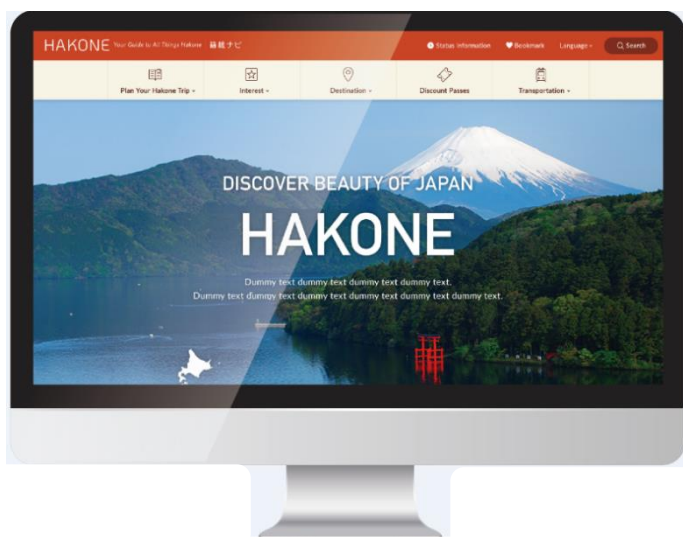 HAKONE Your Guide to All Things Hakone 箱根ナビ Status Information Bookmark Language Search
Plan Your Hakone Trip Interest Destination Discount Passes Transportation
DISCOVER BEAUTY OF JAPAN
HAKONE
Dummy text dummy text dummy text dummy text.
Dummy text dummy text dummy text dummy text dummy text dummy text.